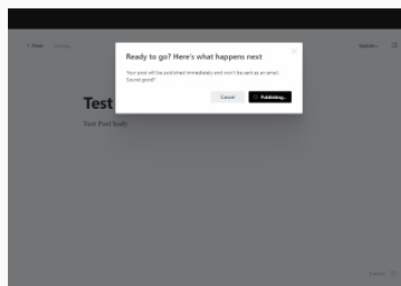 Ready to go? Here's what happens next
Your post will be published immediately and won't be sent as an email.
Sound good?
Cancel
Publishing...
Test
Test Post body